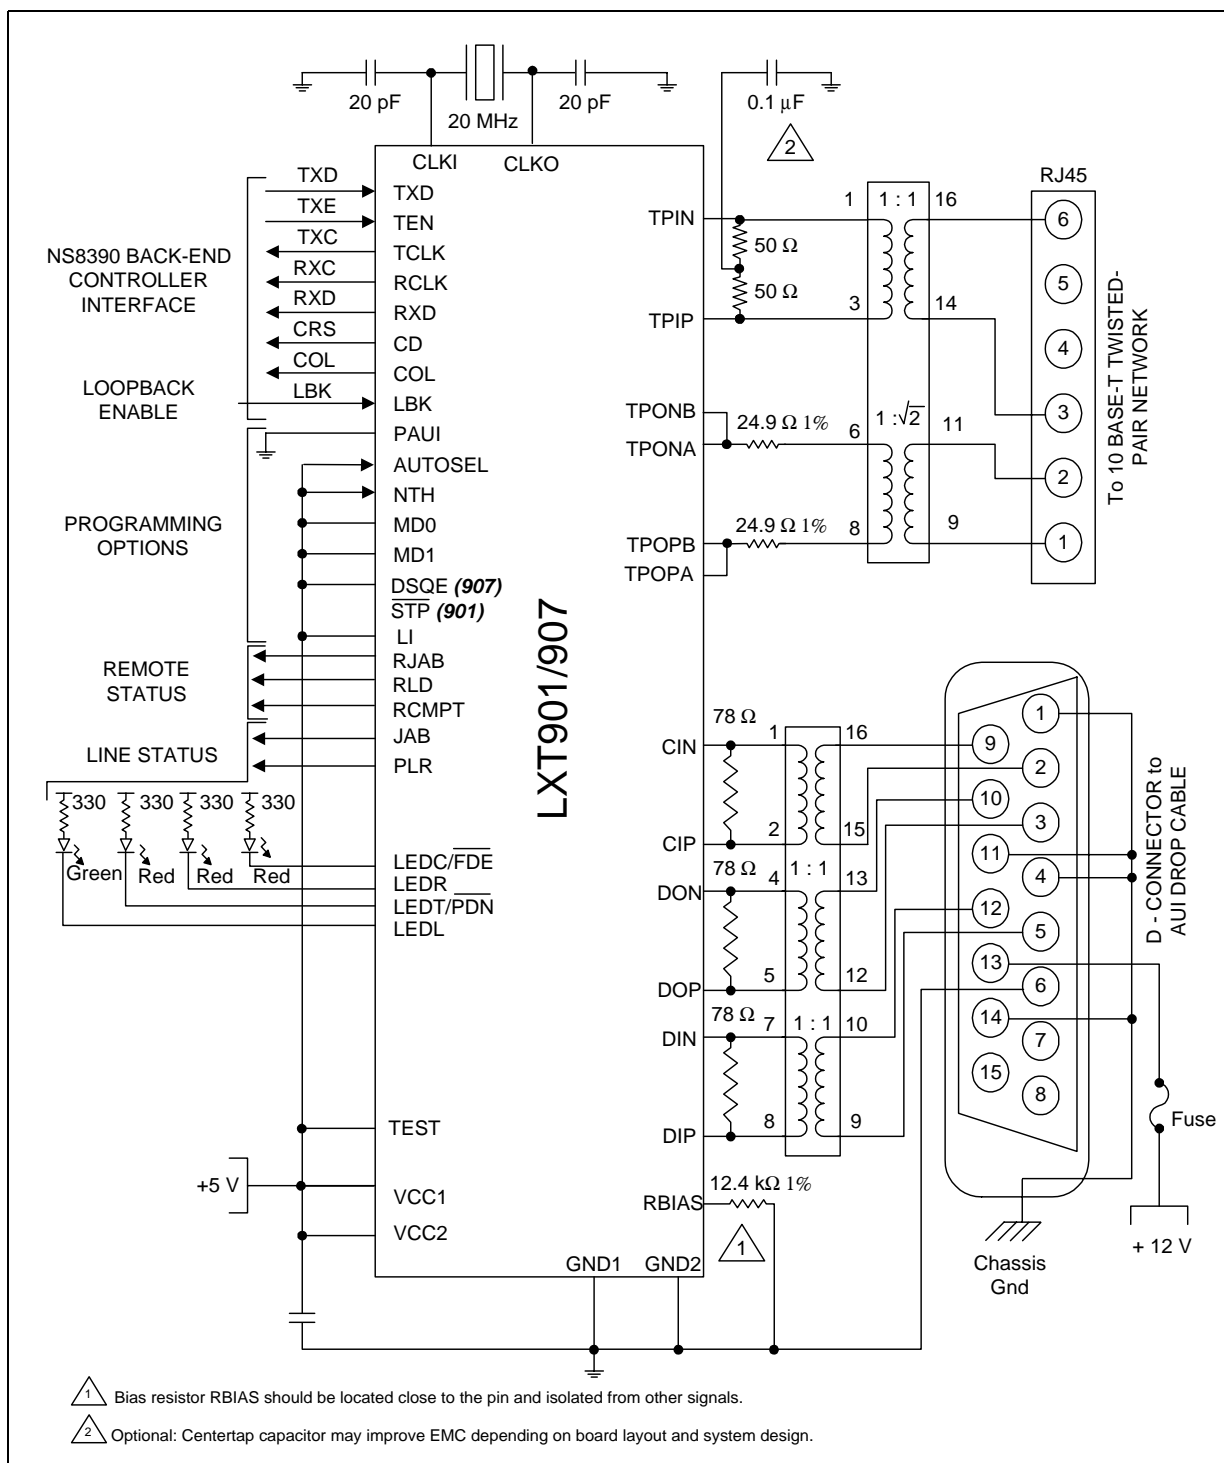 20 pF
20 MHz
20 pF
0.1 μF
2
CLKI
CLKO
NS8390 BACK-END
CONTROLLER
INTERFACE
TXD
TXE
TXC
RXC
RXD
CRS
COL
LBK
LOOPBACK
ENABLE
TXD
TEN
TCLK
RCLK
RXD
CD
COL
LBK
PAUI
AUTOSEL
NTH
MD0
MD1
DSQE (907)
STP (901)
LI
RJAB
RLD
RCMPT
JAB
PLR
PROGRAMMING
OPTIONS
REMOTE
STATUS
LINE STATUS
330
330
330
330
Green
Red
Red
LEDC/FDE
LEDR
LEDT/PDN
LEDL
TEST
+5 V
VCC1
VCC2
LXT901/907
GND1
GND2
TPIN
50 Ω
50 Ω
TPIP
TPONB
TPONA
24.9 Ω 1%
TPOPB
TPOPA
24.9 Ω 1%
1
1 : 1
16
3
14
6
1 :√2
11
8
9
RJ45
6
5
4
3
2
1
To 10 BASE-T TWISTED-
PAIR NETWORK
CIN
78 Ω
CIP
78 Ω
DON
DOP
78 Ω
DIN
DIP
1
16
2
15
1 : 1
4
13
5
12
7
1 : 1
10
8
9
1
9
2
10
3
11
4
12
5
13
6
14
7
15
8
D - CONNECTOR to
AUI DROP CABLE
Fuse
+ 12 V
Chassis
Gnd
RBIAS
12.4 kΩ 1%
1
1 Bias resistor RBIAS should be located close to the pin and isolated from other signals.
2 Optional: Centertap capacitor may improve EMC depending on board layout and system design.